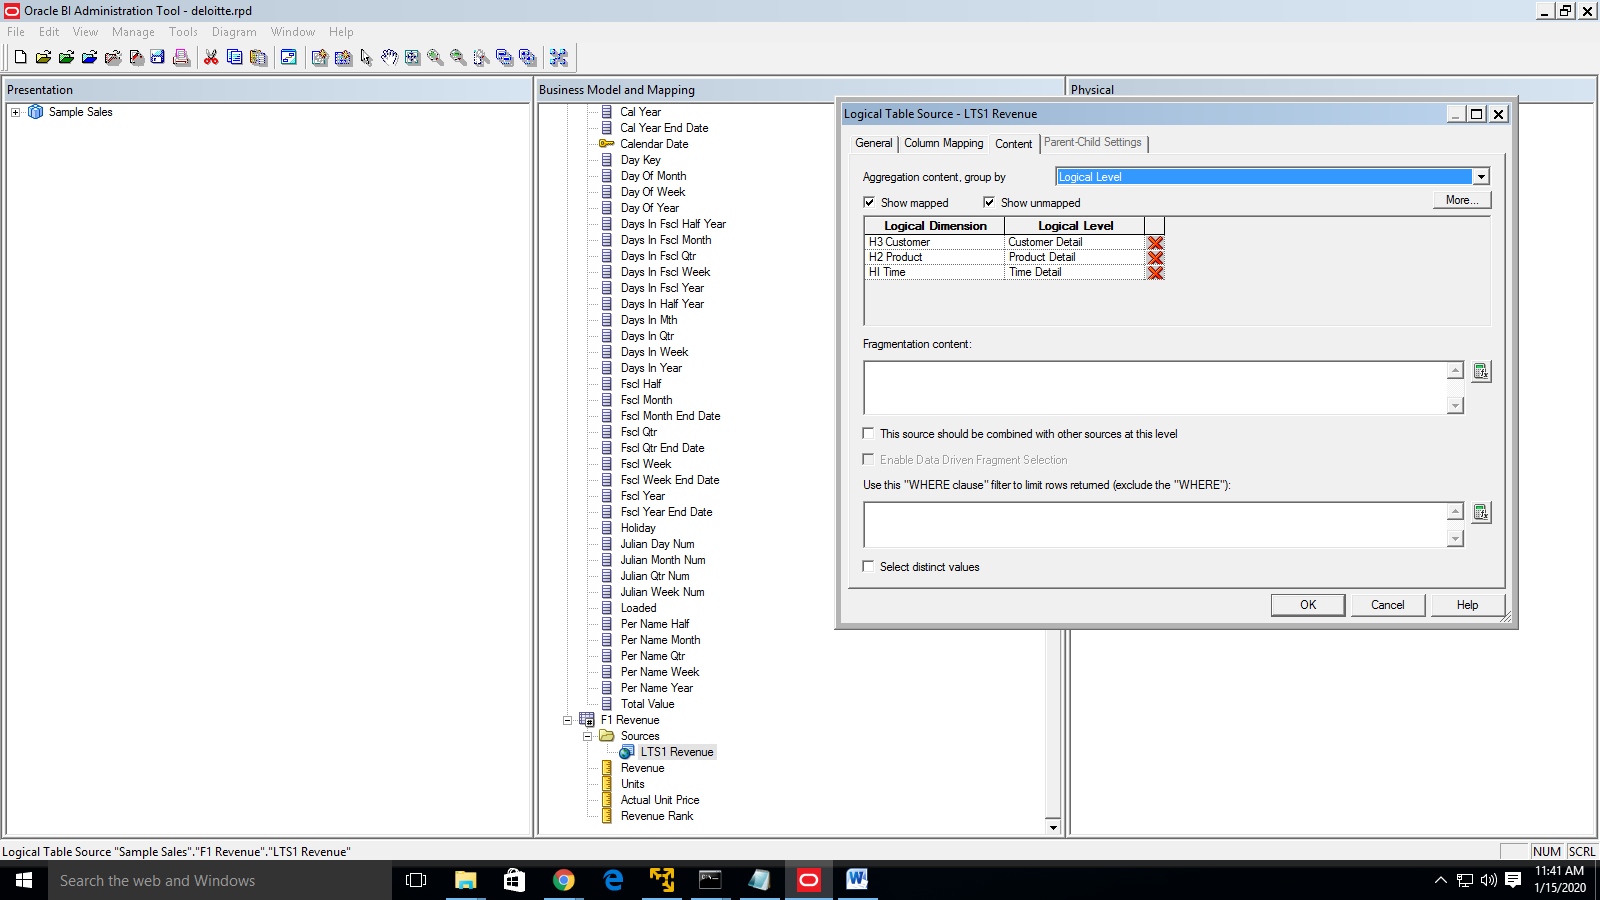 Oracle BI Administration Tool - deloitte.rpd
File Edit View Manage Tools Diagram Window Help
Presentation
Sample Sales
Business Model and Mapping
Cal Year
Cal Year End Date
Calendar Date
Day Key
Day Of Month
Day Of Week
Day Of Year
Days In Fscl Half Year
Days In Fscl Month
Days In Fscl Qtr
Days In Fscl Week
Days In Fscl Year
Days In Half Year
Days In Mth
Days In Qtr
Days In Week
Days In Year
Fscl Half
Fscl Month
Fscl Month End Date
Fscl Qtr
Fscl Qtr End Date
Fscl Week
Fscl Week End Date
Fscl Year
Fscl Year End Date
Holiday
Julian Day Num
Julian Month Num
Julian Qtr Num
Julian Week Num
Loaded
Per Name Half
Per Name Month
Per Name Qtr
Per Name Week
Per Name Year
Total Value
F1 Revenue
Sources
LTS1 Revenue
Revenue
Units
Actual Unit Price
Revenue Rank
Physical
Logical Table Source - LTS1 Revenue
General Column Mapping Content Parent-Child Settings
Aggregation content, group by Logical Level
Show mapped Show unmapped More...
Logical Dimension Logical Level
H3 Customer Customer Detail
H2 Product Product Detail
HI Time Time Detail
Fragmentation content:
This source should be combined with other sources at this level
Enable Data Driven Fragment Selection
Use this "WHERE clause" filter to limit rows returned (exclude the "WHERE"):
Select distinct values
OK Cancel Help
Logical Table Source "Sample Sales"."F1 Revenue"."LTS1 Revenue"
NUM SCRL
Search the web and Windows
11:41 AM
1/15/2020